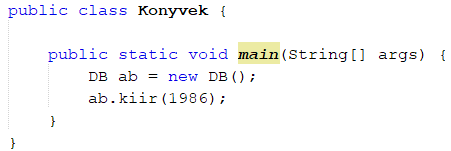 public class Konyvek {
public static void main(String[] args) {
DB ab = new DB();
ab.kiir(1986);
}
}